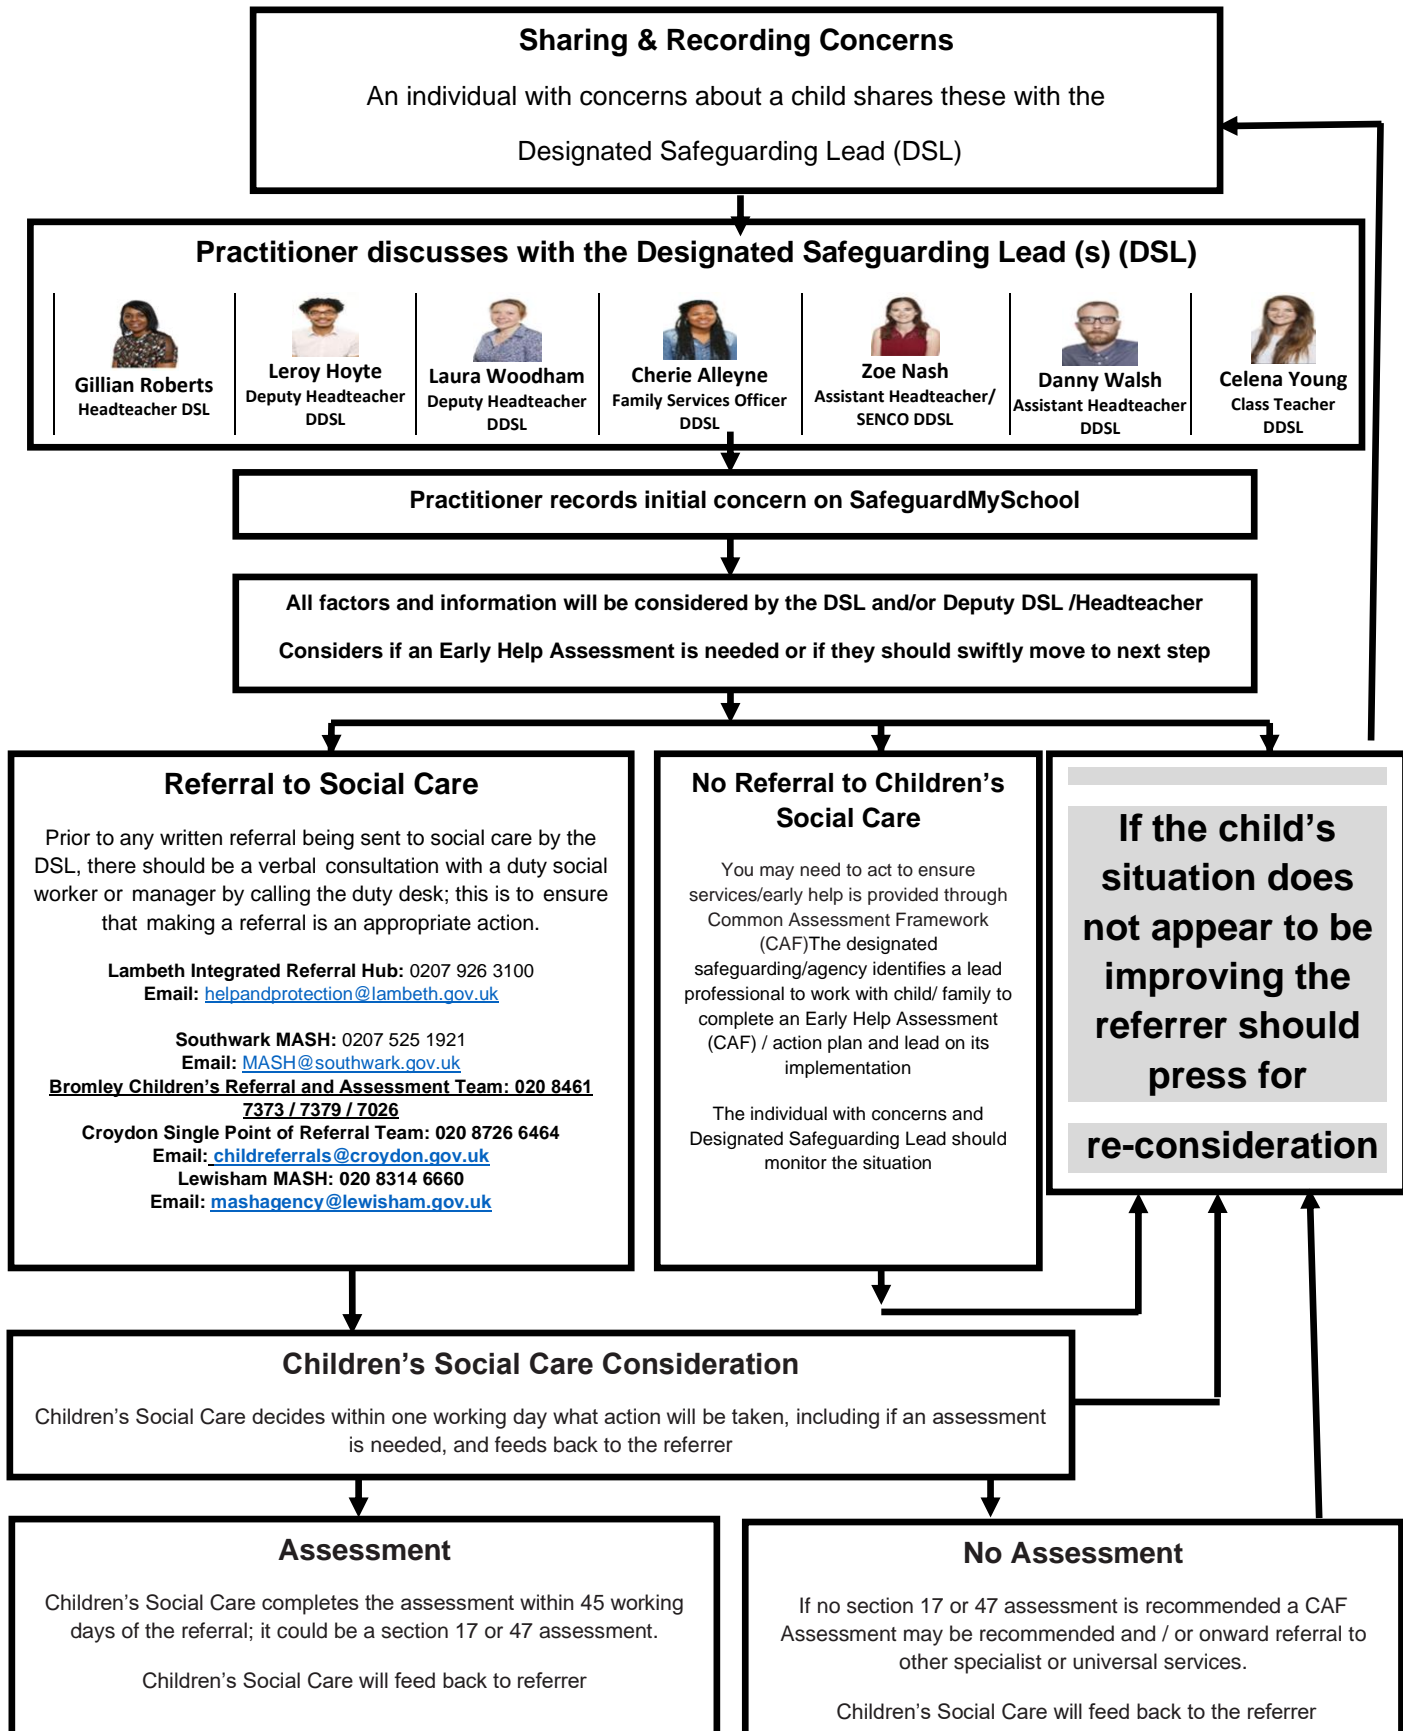 Sharing & Recording Concerns
An individual with concerns about a child shares these with the
Designated Safeguarding Lead (DSL)
Practitioner discusses with the Designated Safeguarding Lead (s) (DSL)
Gillian Roberts
Headteacher DSL
Leroy Hoyte
Deputy Headteacher
DDSL
Laura Woodham
Deputy Headteacher
DDSL
Cherie Alleyne
Family Services Officer
DDSL
Zoe Nash
Assistant Headteacher/
SENCO DDSL
Danny Walsh
Assistant Headteacher
DDSL
Celena Young
Class Teacher
DDSL
Practitioner records initial concern on SafeguardMySchool
All factors and information will be considered by the DSL and/or Deputy DSL /Headteacher
Considers if an Early Help Assessment is needed or if they should swiftly move to next step
Referral to Social Care
Prior to any written referral being sent to social care by the
DSL, there should be a verbal consultation with a duty social
worker or manager by calling the duty desk; this is to ensure
that making a referral is an appropriate action.
Lambeth Integrated Referral Hub: 0207 926 3100
Email: helpandprotection@lambeth.gov.uk
Southwark MASH: 0207 525 1921
Email: MASH@southwark.gov.uk
Bromley Children's Referral and Assessment Team: 020 8461
7373 / 7379 / 7026
Croydon Single Point of Referral Team: 020 8726 6464
Email: childreferrals@croydon.gov.uk
Lewisham MASH: 020 8314 6660
Email: mashagency@lewisham.gov.uk
No Referral to Children's
Social Care
You may need to act to ensure
services/early help is provided through
Common Assessment Framework
(CAF)The designated
safeguarding/agency identifies a lead
professional to work with child/ family to
complete an Early Help Assessment
(CAF) / action plan and lead on its
implementation
The individual with concerns and
Designated Safeguarding Lead should
monitor the situation
If the child's
situation does
not appear to be
improving the
referrer should
press for
re-consideration
Children's Social Care Consideration
Children's Social Care decides within one working day what action will be taken, including if an assessment
is needed, and feeds back to the referrer
Assessment
Children's Social Care completes the assessment within 45 working
days of the referral; it could be a section 17 or 47 assessment.
Children's Social Care will feed back to referrer
No Assessment
If no section 17 or 47 assessment is recommended a CAF
Assessment may be recommended and / or onward referral to
other specialist or universal services.
Children's Social Care will feed back to the referrer